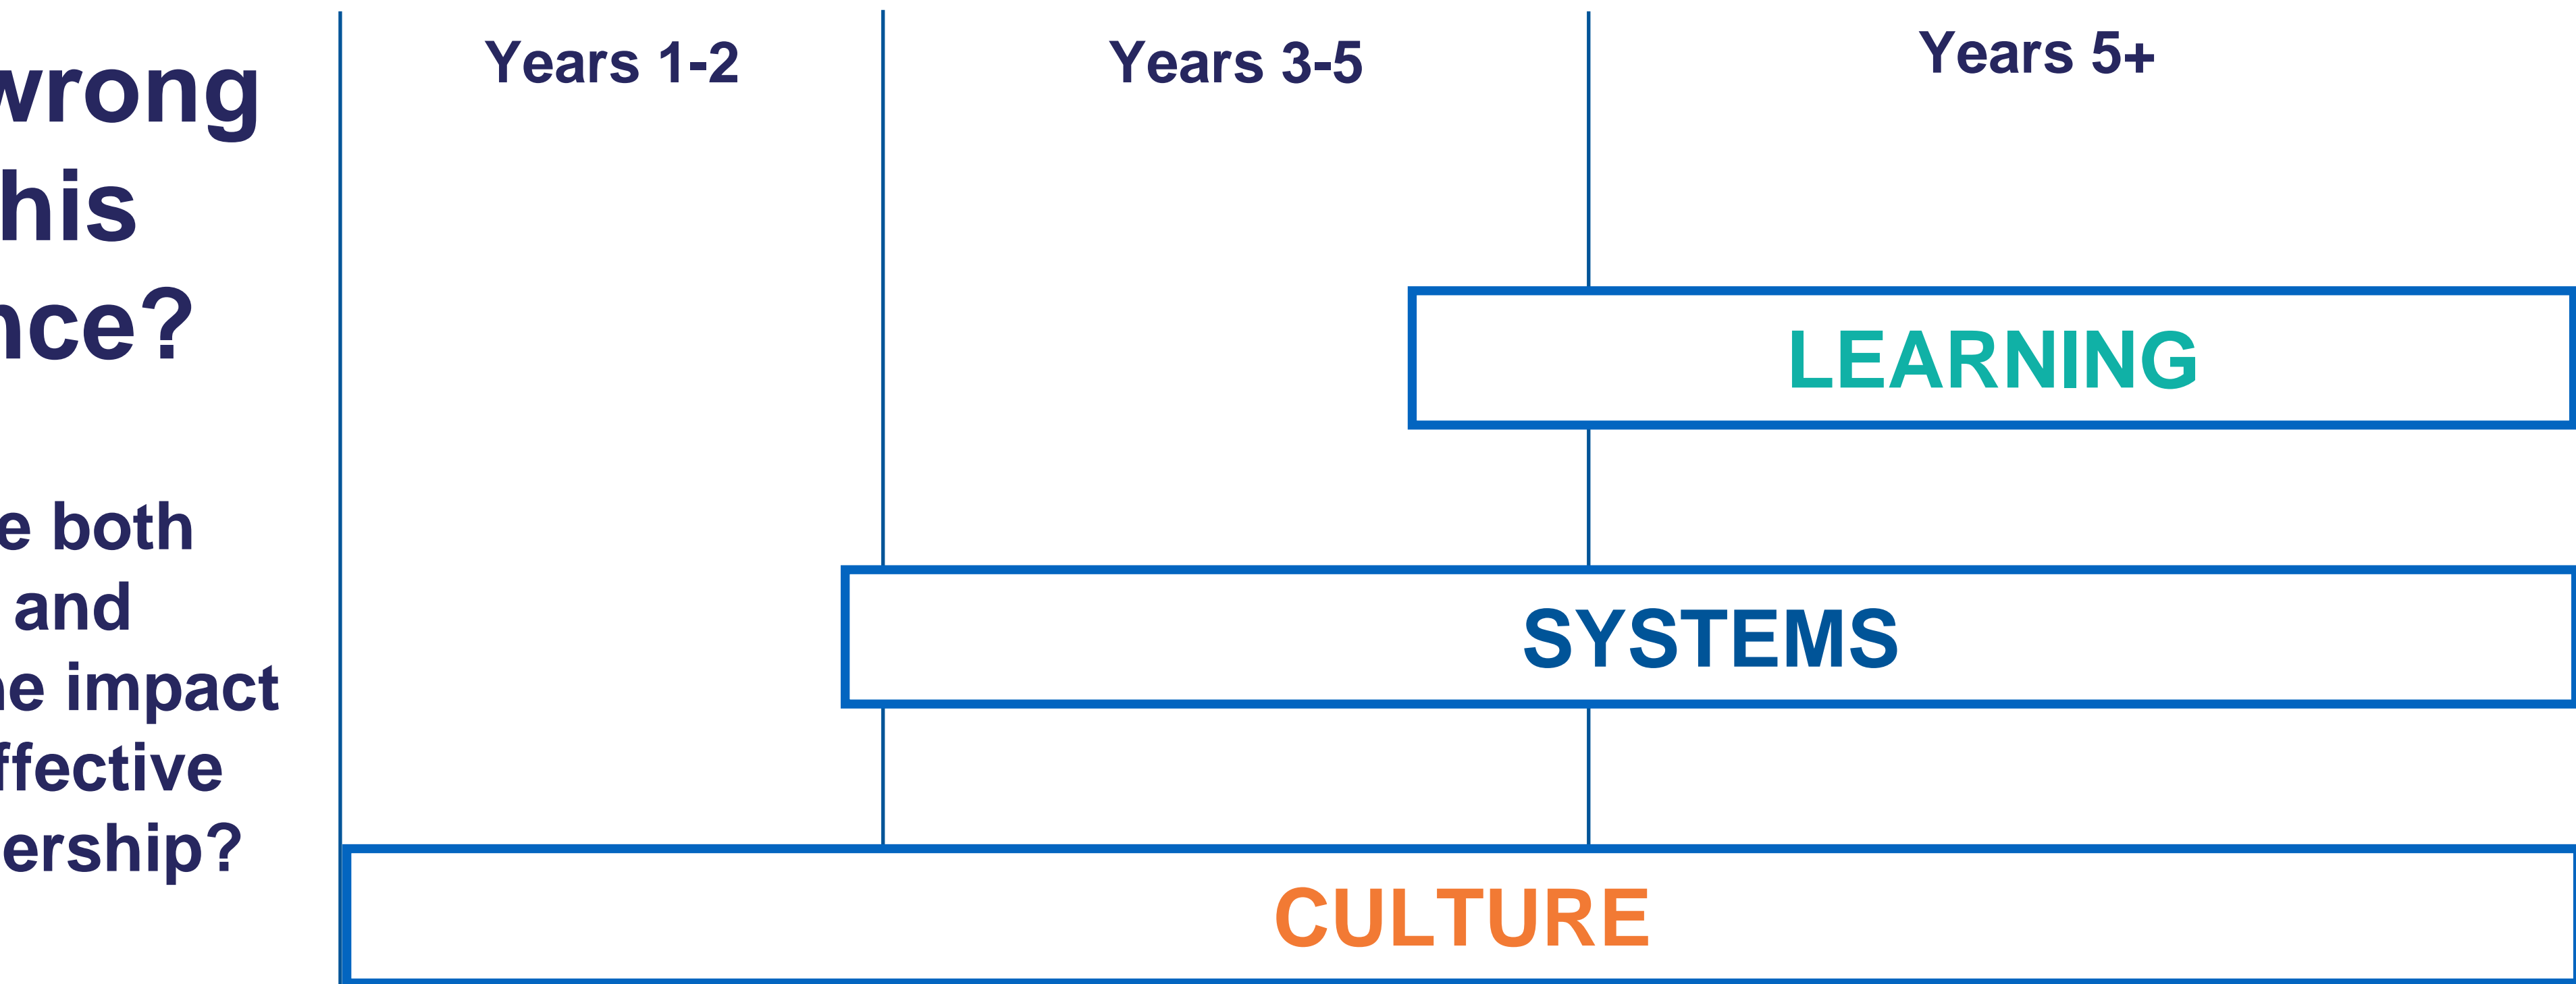 wrong
his
nce?
e both
and
he impact
ffective
ership?
Years 1-2
Years 3-5
Years 5+
LEARNING
SYSTEMS
CULTURE